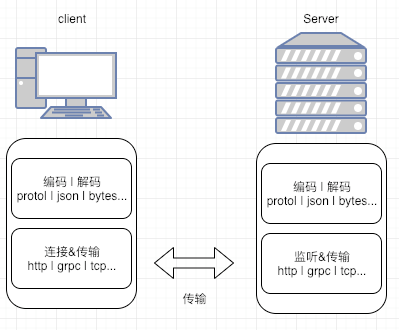 client
Server
编码 | 解码
protol | json | bytes...
连接&传输
http | grpc | tcp...
编码 | 解码
protol | json | bytes...
监听&传输
http | grpc | tcp...
传输